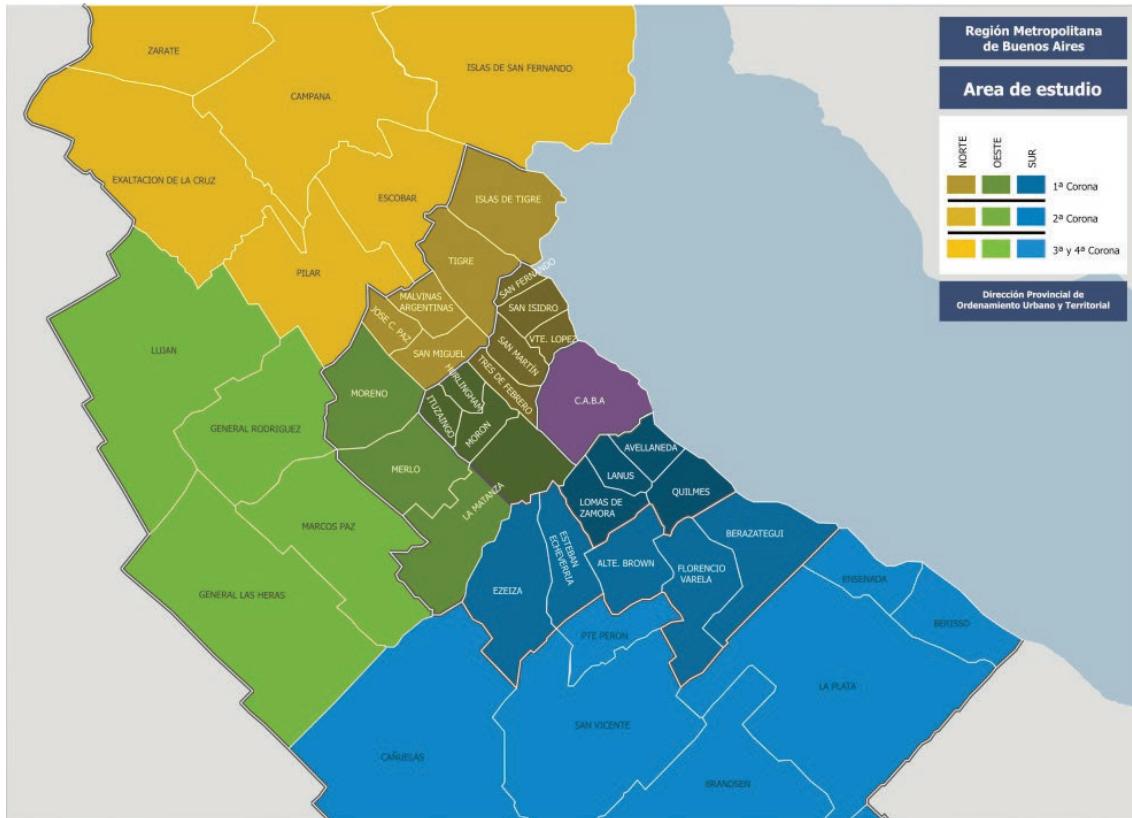 Región Metropolitana
de Buenos Aires
Area de estudio
NORTE
OESTE
SUR
1ª Corona
2ª Corona
3ª y 4ª Corona
Dirección Provincial de
Ordenamiento Urbano y Territorial
ZARATE
CAMPANA
ISLAS DE SAN FERNANDO
EXALTACION DE LA CRUZ
ESCOBAR
ISLAS DE TIGRE
PILAR
TIGRE
SAN FERNANDO
MALVINAS
ARGENTINAS
SAN ISIDRO
JOSE C. PAZ
VTE. LOPEZ
SAN MARTÍN
SAN MIGUEL
LUJAN
TRES DE FEBRERO
HURLINGHAM
MORENO
ITUZAINGO
C.A.B.A
GENERAL RODRIGUEZ
MORON
AVELLANEDA
MERLO
LANUS
QUILMES
LA MATANZA
LOMAS DE
ZAMORA
MARCOS PAZ
BERAZATEGUI
ESTEBAN
ECHEVERRIA
ALTE. BROWN
FLORENCIO
VARELA
ENSENADA
EZEIZA
GENERAL LAS HERAS
BERISSO
PTE PERON
LA PLATA
SAN VICENTE
CAÑUELAS
BRANDSEN